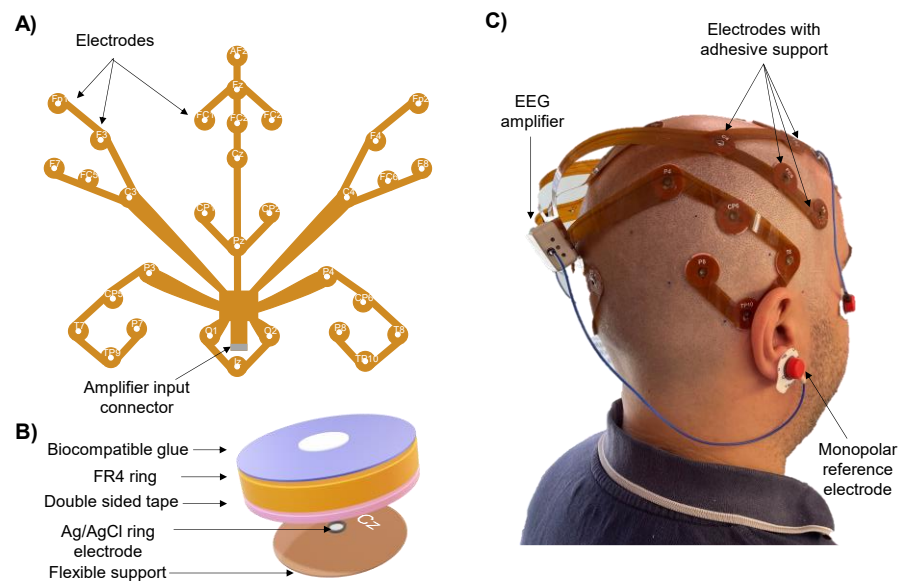 A)
Electrodes
AFz
Fz
FC1
FCz
FC2
Fp2
F3
F4
Cz
F7
FC5
C3
C4
FC6
F8
CP1
CP2
Pz
P3
P4
CP5
CP6
T7
P7
TP9
O1
O2
Iz
P8
T8
TP10
Amplifier input
connector
B)
Biocompatible glue
FR4 ring
Double sided tape
Ag/AgCl ring
electrode
Flexible support
Cz
C)
Electrodes with
adhesive support
EEG
amplifier
C4
P4
CP6
T8
P8
TP10
Monopolar
reference
electrode